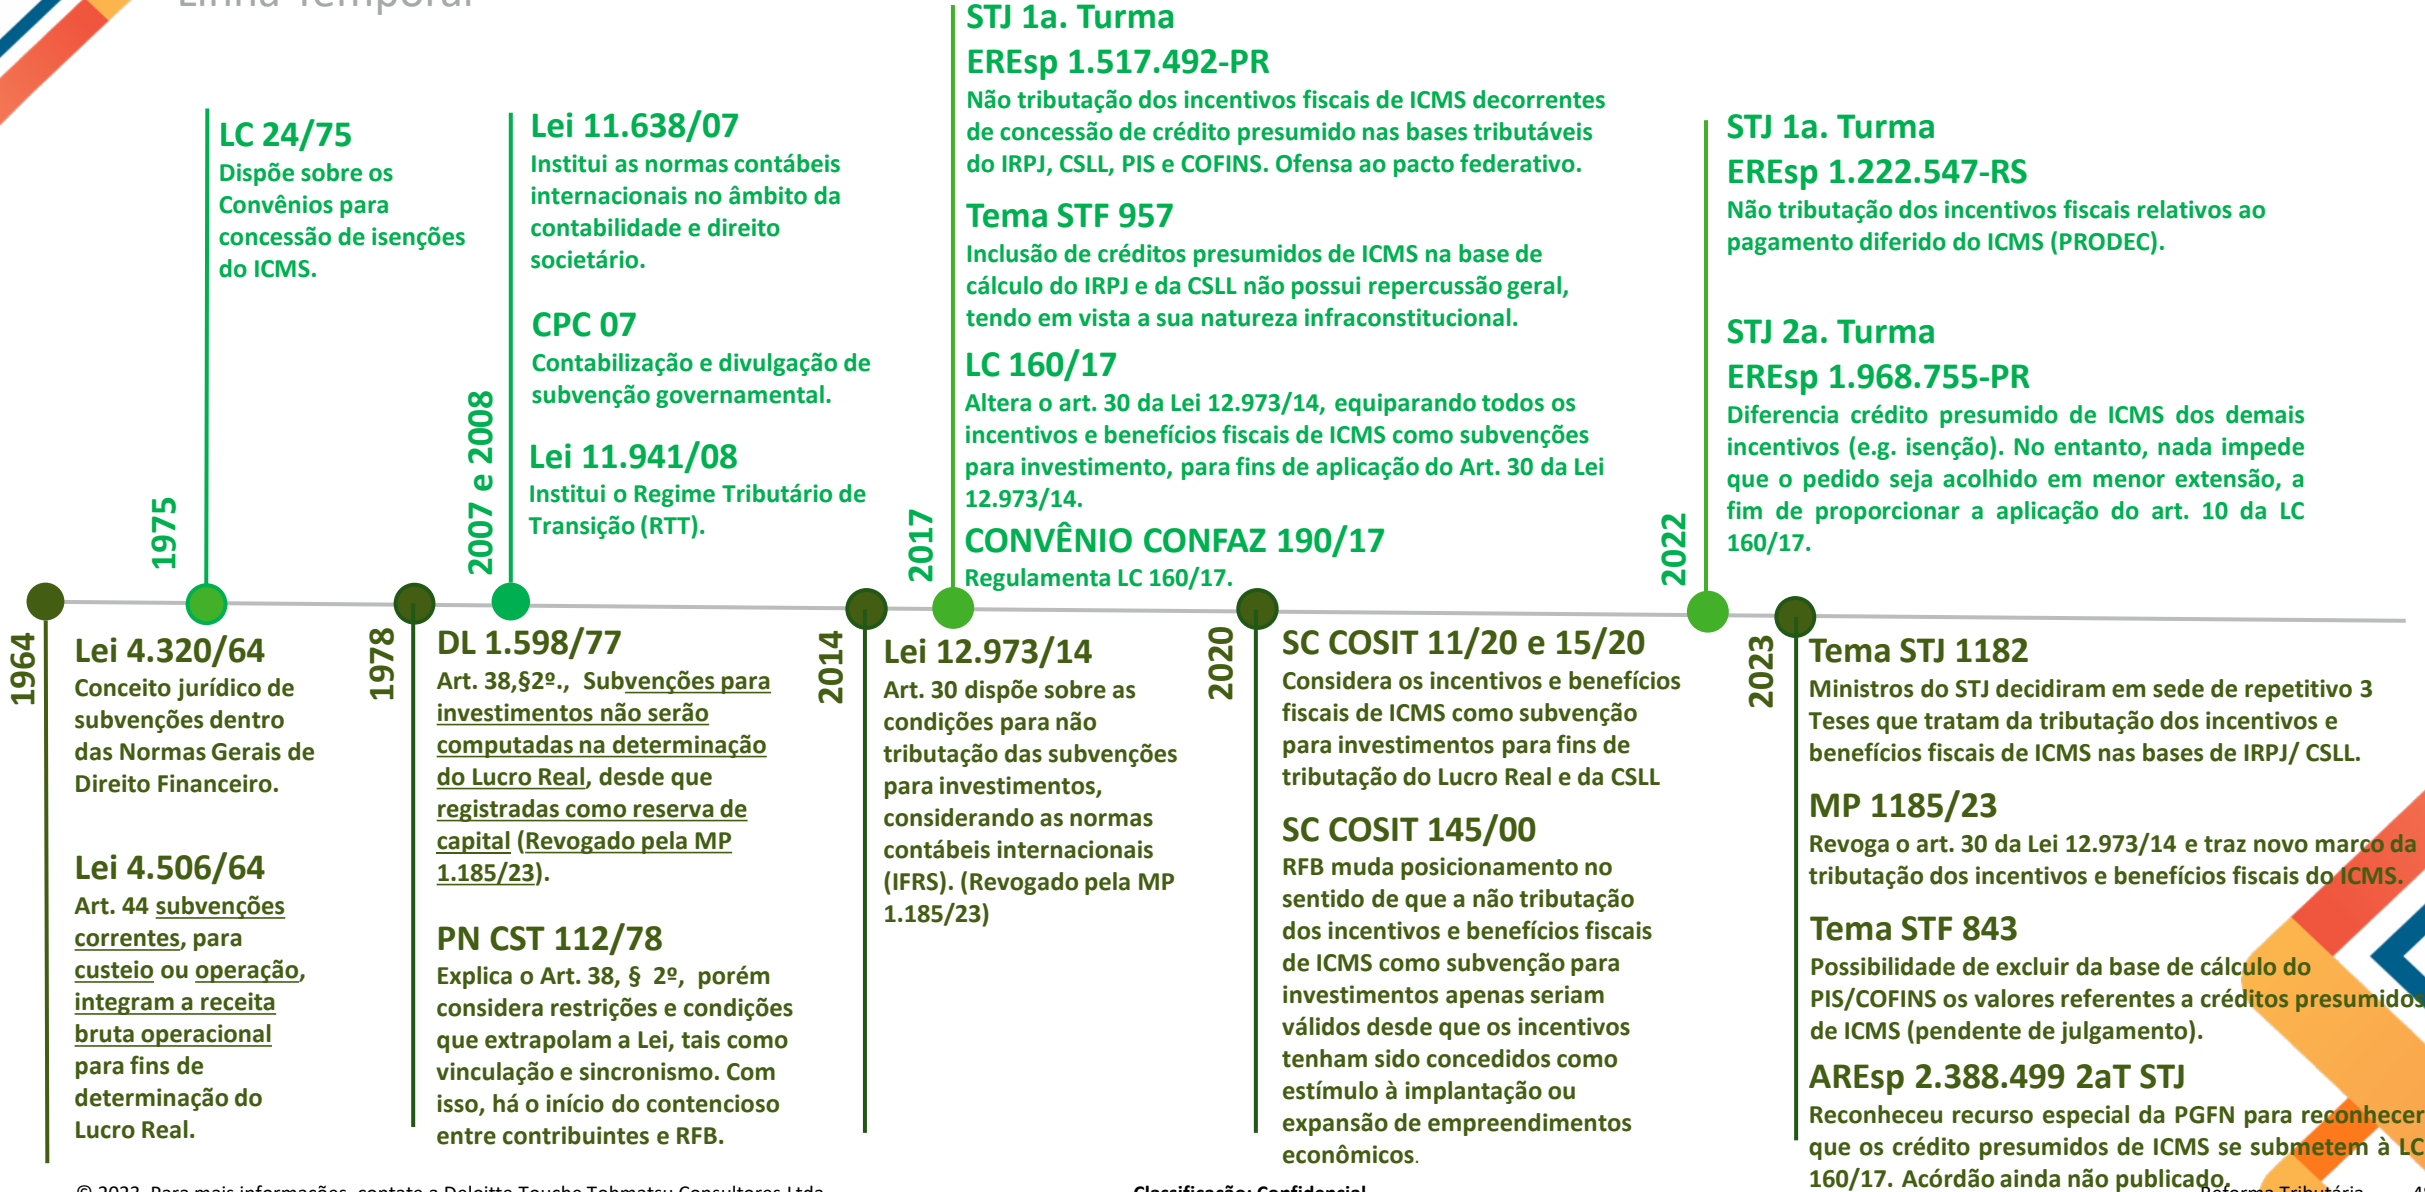 Linha Temporal
1975
LC 24/75
Dispõe sobre os
Convênios para
concessão de isenções
do ICMS.
2007 e 2008
Lei 11.638/07
Institui as normas contábeis
internacionais no âmbito da
contabilidade e direito
societário.
CPC 07
Contabilização e divulgação de
subvenção governamental.
Lei 11.941/08
Institui o Regime Tributário de
Transição (RTT).
2017
STJ 1a. Turma
EREsp 1.517.492-PR
Não tributação dos incentivos fiscais de ICMS decorrentes
de concessão de crédito presumido nas bases tributáveis
do IRPJ, CSLL, PIS e COFINS. Ofensa ao pacto federativo.
Tema STF 957
Inclusão de créditos presumidos de ICMS na base de
cálculo do IRPJ e da CSLL não possui repercussão geral,
tendo em vista a sua natureza infraconstitucional.
LC 160/17
Altera o art. 30 da Lei 12.973/14, equiparando todos os
incentivos e benefícios fiscais de ICMS como subvenções
para investimento, para fins de aplicação do Art. 30 da Lei
12.973/14.
CONVÊNIO CONFAZ 190/17
Regulamenta LC 160/17.
2022
STJ 1a. Turma
EREsp 1.222.547-RS
Não tributação dos incentivos fiscais relativos ao
pagamento diferido do ICMS (PRODEC).
STJ 2a. Turma
EREsp 1.968.755-PR
Diferencia crédito presumido de ICMS dos demais
incentivos (e.g. isenção). No entanto, nada impede
que o pedido seja acolhido em menor extensão, a
fim de proporcionar a aplicação do art. 10 da LC
160/17.
1964
Lei 4.320/64
Conceito jurídico de
subvenções dentro
das Normas Gerais de
Direito Financeiro.
Lei 4.506/64
Art. 44 subvenções
correntes, para
custeio ou operação,
integram a receita
bruta operacional
para fins de
determinação do
Lucro Real.
1978
DL 1.598/77
Art. 38,§2º., Subvenções para
investimentos não serão
computadas na determinação
do Lucro Real, desde que
registradas como reserva de
capital (Revogado pela MP
1.185/23).
PN CST 112/78
Explica o Art. 38, § 2º, porém
considera restrições e condições
que extrapolam a Lei, tais como
vinculação e sincronismo. Com
isso, há o início do contencioso
entre contribuintes e RFB.
2014
Lei 12.973/14
Art. 30 dispõe sobre as
condições para não
tributação das subvenções
para investimentos,
considerando as normas
contábeis internacionais
(IFRS). (Revogado pela MP
1.185/23)
2020
SC COSIT 11/20 e 15/20
Considera os incentivos e benefícios
fiscais de ICMS como subvenção
para investimentos para fins de
tributação do Lucro Real e da CSLL
SC COSIT 145/00
RFB muda posicionamento no
sentido de que a não tributação
dos incentivos e benefícios fiscais
de ICMS como subvenção para
investimentos apenas seriam
válidos desde que os incentivos
tenham sido concedidos como
estímulo à implantação ou
expansão de empreendimentos
econômicos.
2023
Tema STJ 1182
Ministros do STJ decidiram em sede de repetitivo 3
Teses que tratam da tributação dos incentivos e
benefícios fiscais de ICMS nas bases de IRPJ/ CSLL.
MP 1185/23
Revoga o art. 30 da Lei 12.973/14 e traz novo marco da
tributação dos incentivos e benefícios fiscais do ICMS.
Tema STF 843
Possibilidade de excluir da base de cálculo do
PIS/COFINS os valores referentes a créditos presumidos
de ICMS (pendente de julgamento).
AREsp 2.388.499 2aT STJ
Reconheceu recurso especial da PGFN para reconhecer
que os crédito presumidos de ICMS se submetem à LC
160/17. Acórdão ainda não publicado.
© 2023. Para mais informações, contate a Deloitte Touche Tohmatsu Consultores Ltda.
Classificação: Confidencial
Reforma Tributária